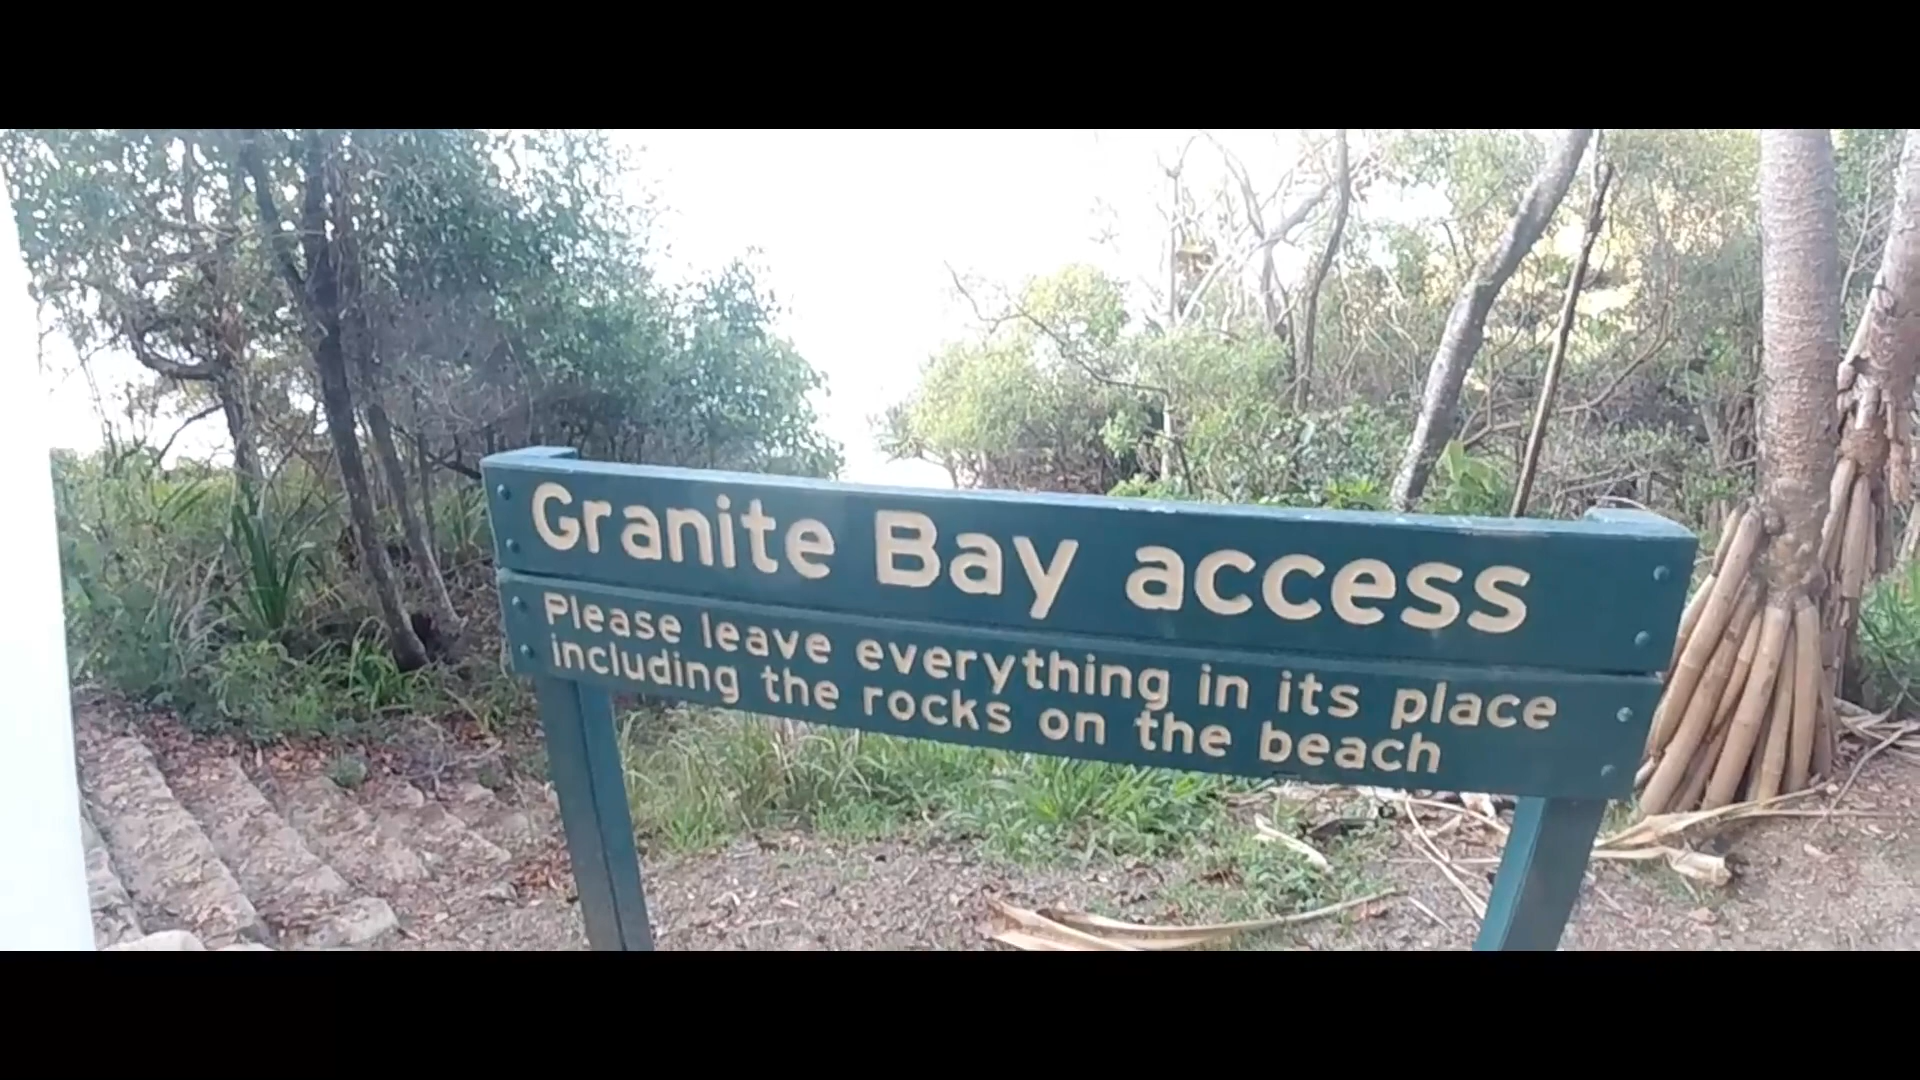 Granite Bay access
Please leave everything in its place
including the rocks on the beach